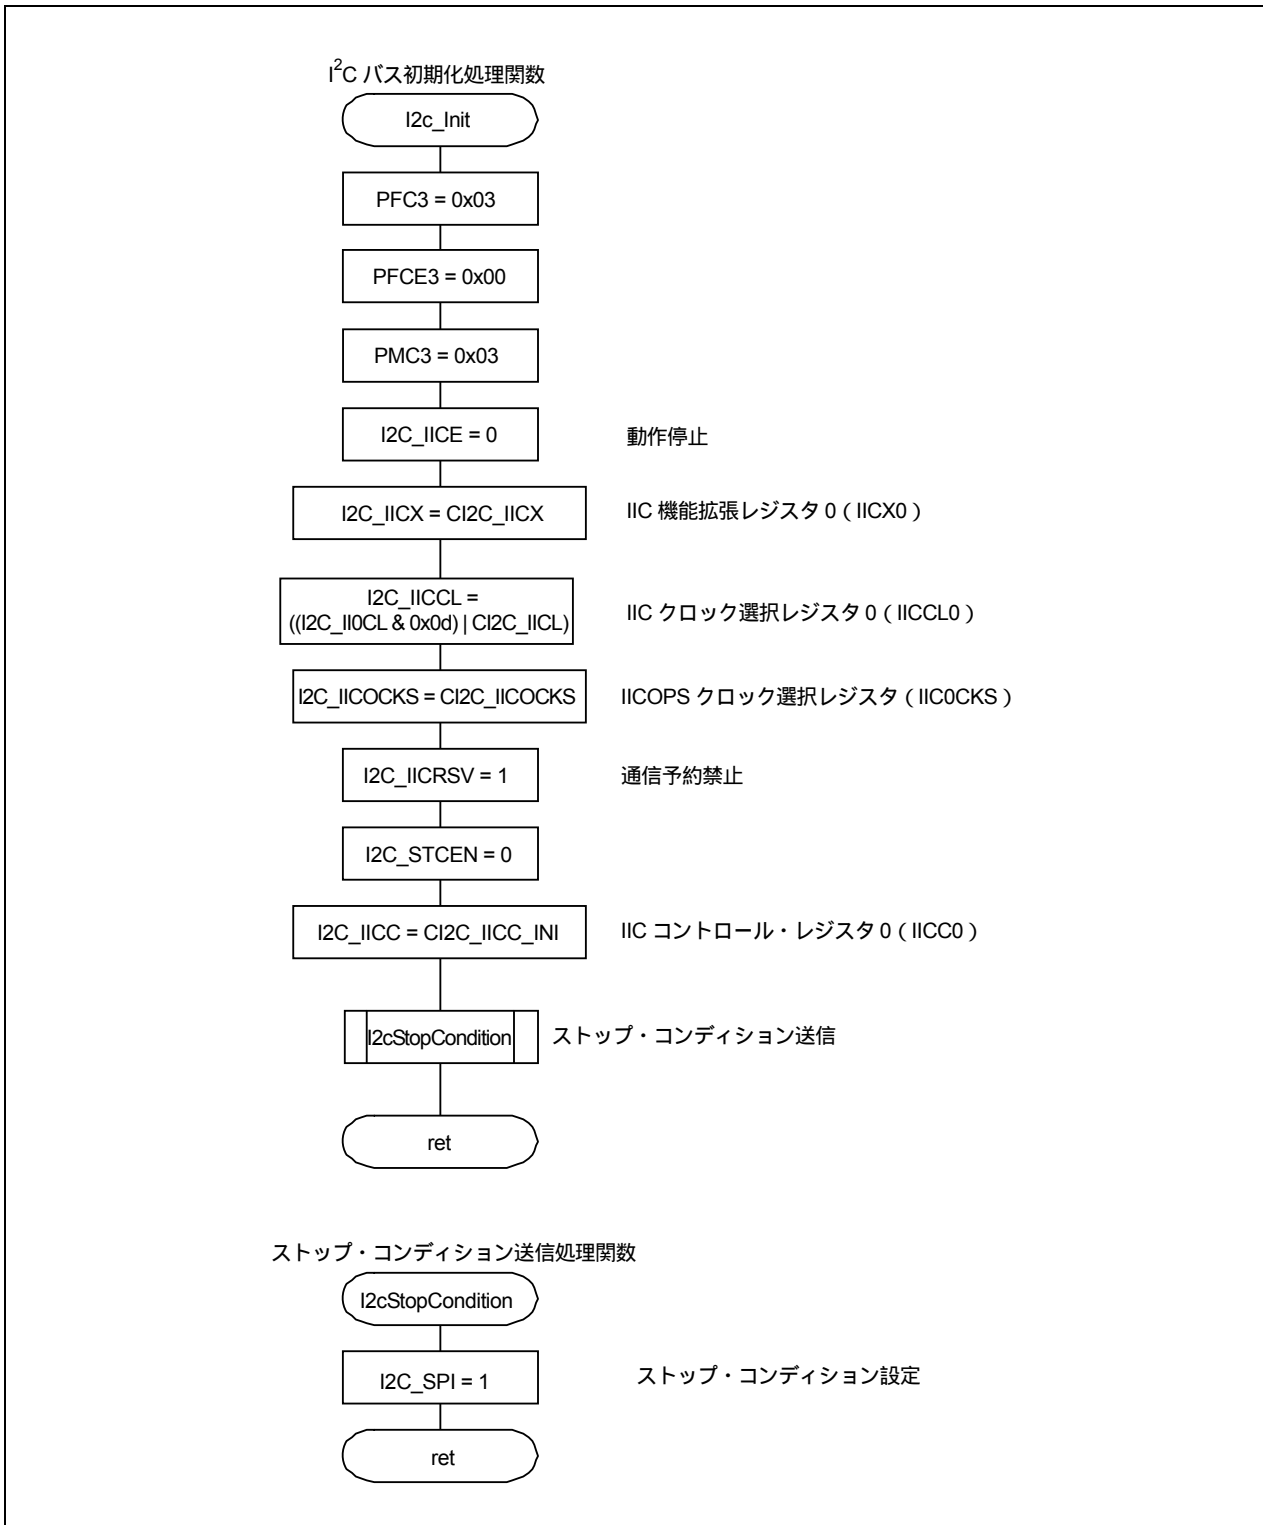 I²C バス初期化処理関数
I2c_Init
PFC3 = 0x03
PFCE3 = 0x00
PMC3 = 0x03
I2C_IICE = 0 動作停止
I2C_IICX = CI2C_IICX IIC 機能拡張レジスタ 0 ( IICX0 )
I2C_IICCL =
((I2C_II0CL & 0x0d) | CI2C_IICL) IIC クロック選択レジスタ 0 ( IICCL0 )
I2C_IICOCKS = CI2C_IICOCKS IICOPS クロック選択レジスタ ( IIC0CKS )
I2C_IICRSV = 1 通信予約禁止
I2C_STCEN = 0
I2C_IICC = CI2C_IICC_INI IIC コントロール・レジスタ 0 ( IICC0 )
I2cStopCondition ストップ・コンディション送信
ret
ストップ・コンディション送信処理関数
I2cStopCondition
I2C_SPI = 1 ストップ・コンディション設定
ret